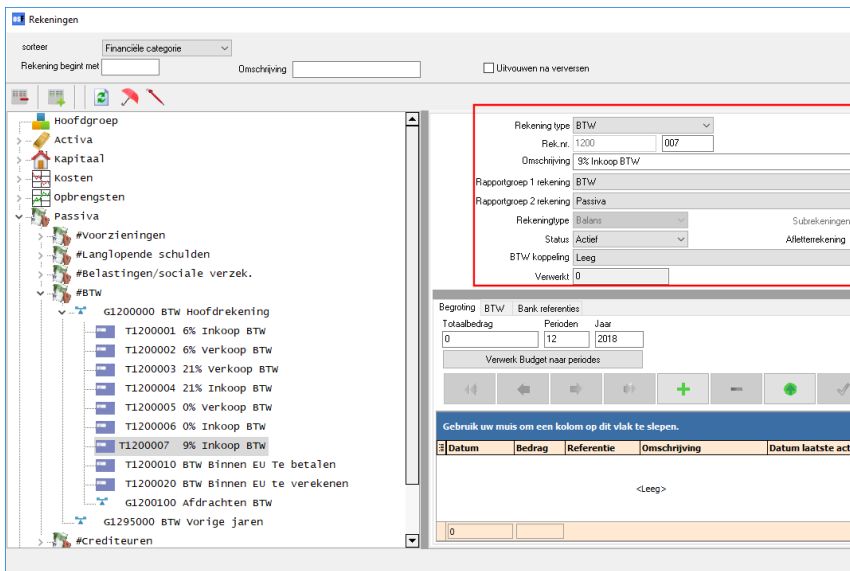 Rekeningen
sorteer Financiële categorie
Rekening begint met Omschrijving Uitvouwen na verversen
Hoofdgroep
Activa
Kapitaal
Kosten
Opbrengsten
Passiva
#Voorzieningen
#Langlopende schulden
#Belastingen/sociale verzek.
#BTW
G1200000 BTW Hoofdrekening
T1200001 6% Inkoop BTW
T1200002 6% Verkoop BTW
T1200003 21% Verkoop BTW
T1200004 21% Inkoop BTW
T1200005 0% Verkoop BTW
T1200006 0% Inkoop BTW
T1200007 9% Inkoop BTW
T1200010 BTW Binnen EU Te betalen
T1200020 BTW Binnen EU te verekenen
G1200100 Afdrachten BTW
G1295000 BTW Vorige jaren
#Crediteuren
Rekening type BTW
Rek.nr. 1200 007
Omschrijving 9% Inkoop BTW
Rapportgroep 1 rekening BTW
Rapportgroep 2 rekening Passiva
Rekeningtype Balans Subrekeningen
Status Actief Afletterrekening
BTW koppeling Leeg
Verwerkt 0
Begroting BTW Bank referenties
Totaalbedrag Perioden Jaar
0 12 2018
Verwerk Budget naar periodes
Gebruik uw muis om een kolom op dit vlak te slepen.
Datum Bedrag Referentie Omschrijving Datum laatste act
<Leeg>
0